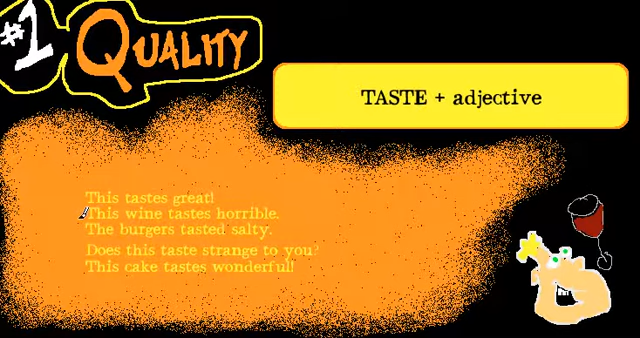 #1 QUALITY
TASTE + adjective
This tastes great!
This wine tastes horrible.
The burgers tasted salty.
Does this taste strange to you?
This cake tastes wonderful!